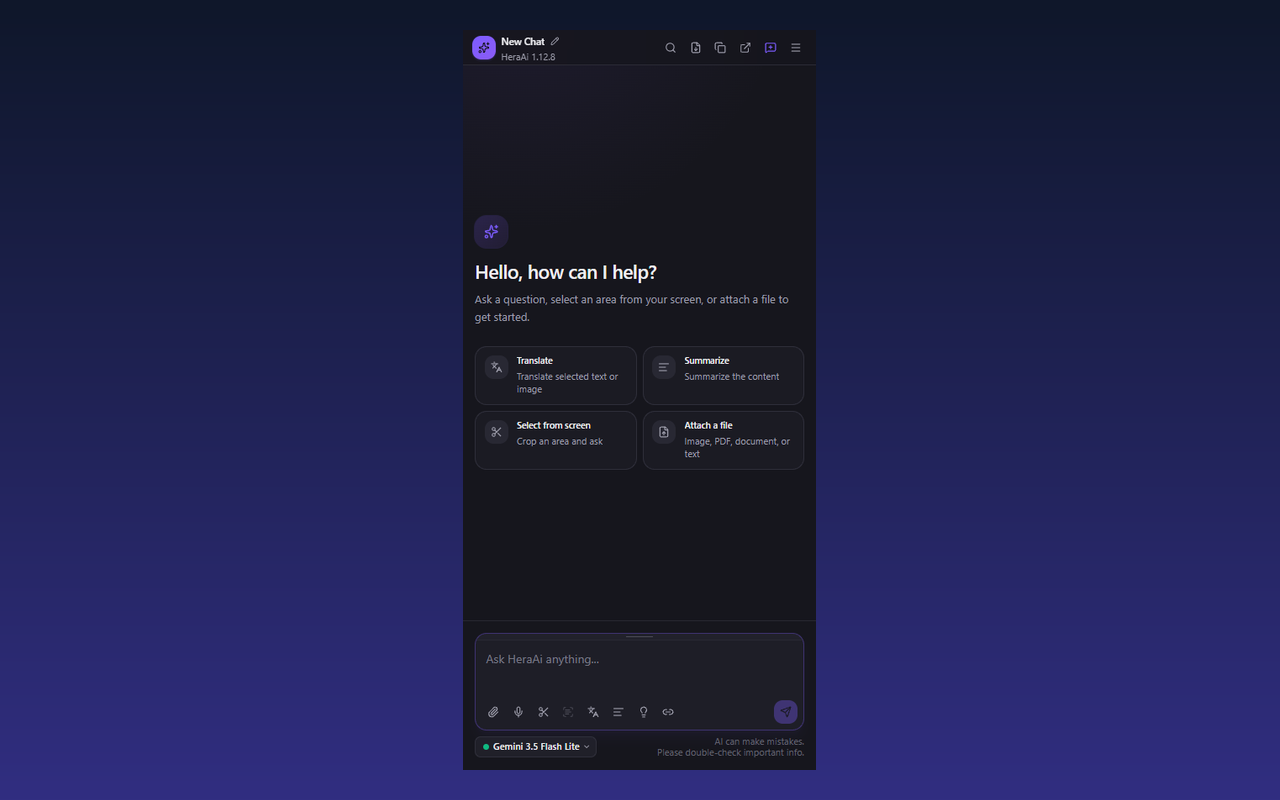 New Chat
HeraAi 1.12.8
Hello, how can I help?
Ask a question, select an area from your screen, or attach a file to
get started.
Translate
Translate selected text or
image
Summarize
Summarize the content
Select from screen
Crop an area and ask
Attach a file
Image, PDF, document, or
text
Ask HeraAi anything...
Gemini 3.5 Flash Lite
AI can make mistakes.
Please double-check important info.